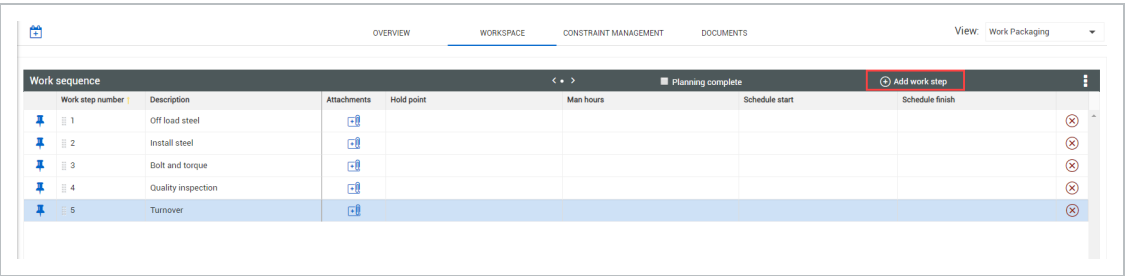 OVERVIEW WORKSPACE CONSTRAINT MANAGEMENT DOCUMENTS View: Work Packaging
Work sequence Planning complete Add work step
Work step number Description Attachments Hold point Man hours Schedule start Schedule finish
1 Off load steel
2 Install steel
3 Bolt and torque
4 Quality inspection
5 Turnover